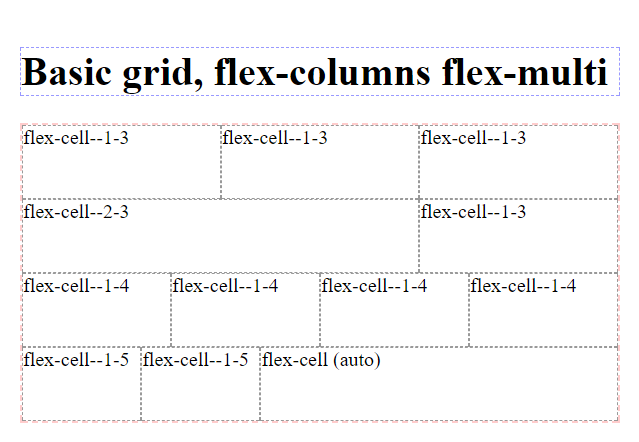 Basic grid, flex-columns flex-multi
flex-cell--1-3 flex-cell--1-3 flex-cell--1-3
flex-cell--2-3 flex-cell--1-3
flex-cell--1-4 flex-cell--1-4 flex-cell--1-4 flex-cell--1-4
flex-cell--1-5 flex-cell--1-5 flex-cell (auto)